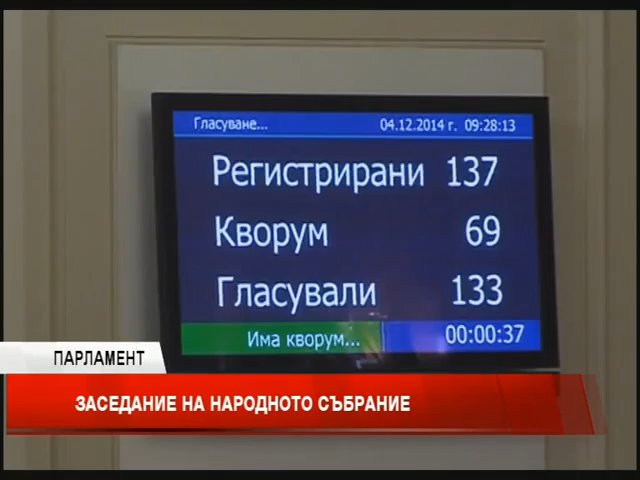 Гласуване... 04.12.2014 г. 09:28:13
Регистрирани 137
Кворум 69
Гласували 133
Има кворум... 00:00:37
ПАРЛАМЕНТ
ЗАСЕДАНИЕ НА НАРОДНОТО СЪБРАНИЕ